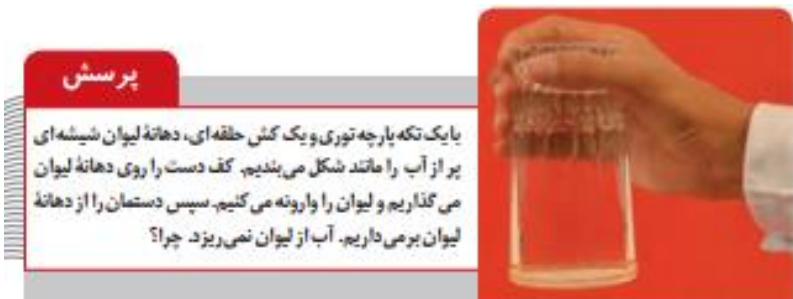 پرسش
با یک تکه پارچه توری و یک کش حلقه‌ای، دهانهٔ لیوان شیشه‌ای
پر از آب را مانند شکل می‌بندیم. کف دست را روی دهانهٔ لیوان
می‌گذاریم و لیوان را وارونه می‌کنیم. سپس دستمان را از دهانهٔ
لیوان برمی‌داریم. آب از لیوان نمی‌ریزد. چرا؟